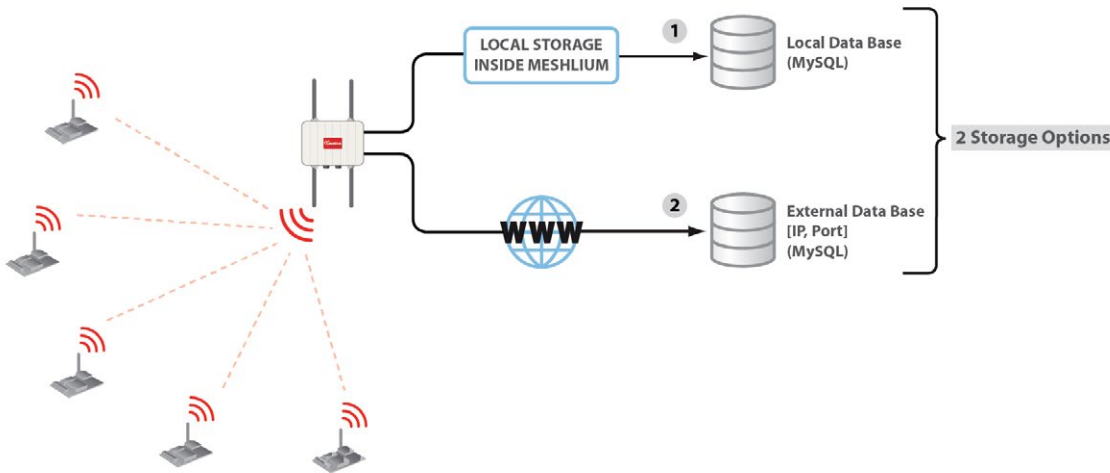 1
LOCAL STORAGE
INSIDE MESHLIUM
Local Data Base
(MySQL)
2 Storage Options
2
WWW
External Data Base
[IP, Port]
(MySQL)